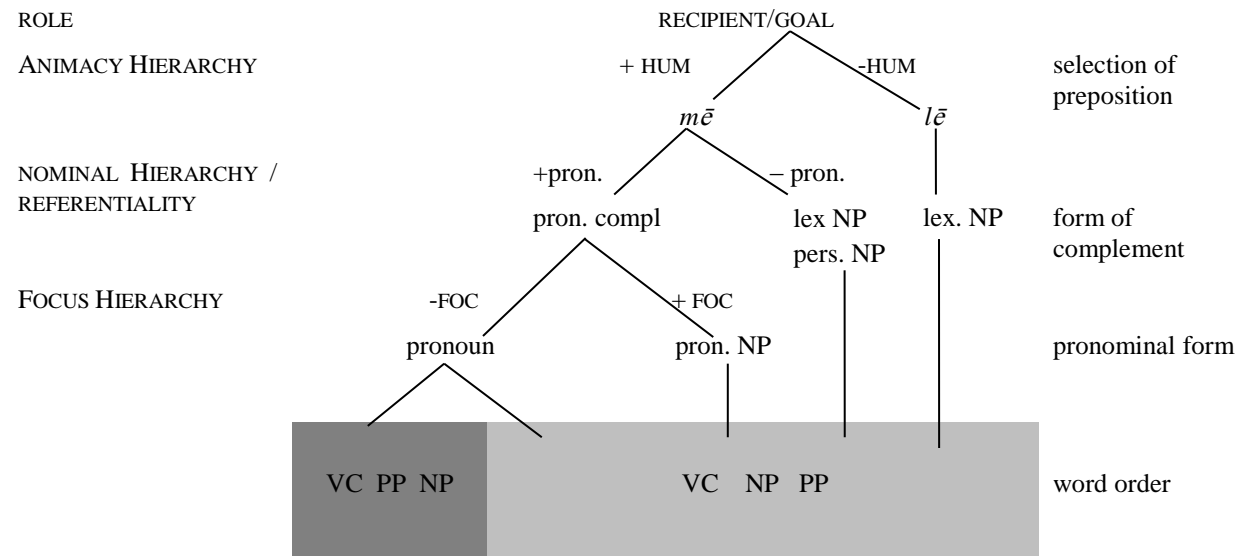 ROLE RECIPIENT/GOAL
ANIMACY HIERARCHY + HUM -HUM selection of
preposition
mē lē
NOMINAL HIERARCHY / +pron. – pron.
REFERENTIALITY
pron. compl lex NP lex. NP form of
pers. NP complement
FOCUS HIERARCHY -FOC + FOC
pronoun pron. NP pronominal form
VC PP NP VC NP PP word order